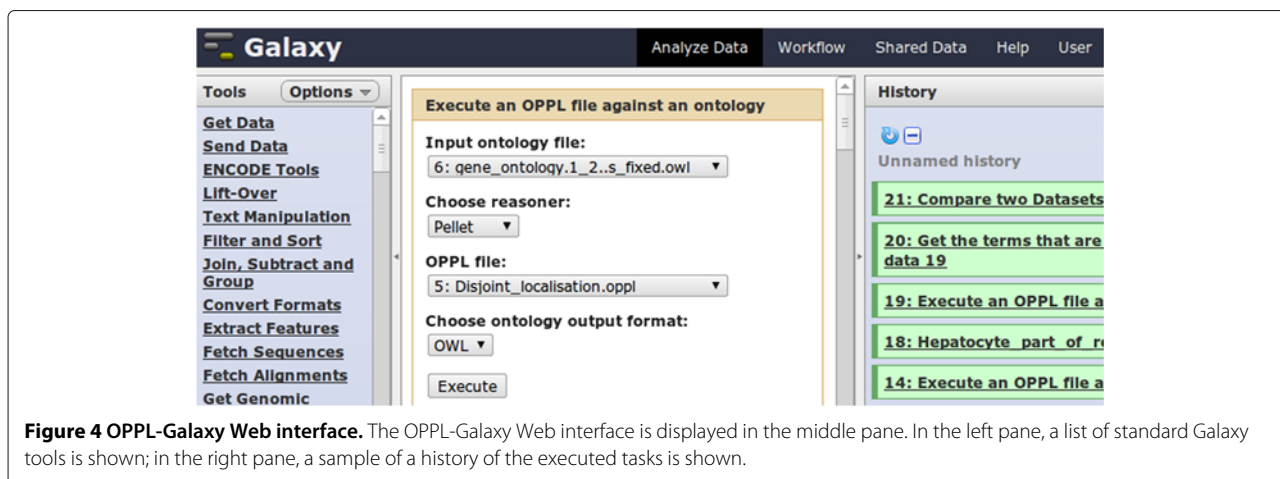 Galaxy
Analyze Data Workflow Shared Data Help User
Tools Options
Get Data
Send Data
ENCODE Tools
Lift-Over
Text Manipulation
Filter and Sort
Join, Subtract and
Group
Convert Formats
Extract Features
Fetch Sequences
Fetch Alignments
Get Genomic
Execute an OPPL file against an ontology
Input ontology file:
6: gene_ontology.1_2..s_fixed.owl
Choose reasoner:
Pellet
OPPL file:
5: Disjoint_localisation.oppl
Choose ontology output format:
OWL
Execute
History
Unnamed history
21: Compare two Datasets
20: Get the terms that are
data 19
19: Execute an OPPL file a
18: Hepatocyte_part_of_r
14: Execute an OPPL file a
Figure 4 OPPL-Galaxy Web interface. The OPPL-Galaxy Web interface is displayed in the middle pane. In the left pane, a list of standard Galaxy
tools is shown; in the right pane, a sample of a history of the executed tasks is shown.